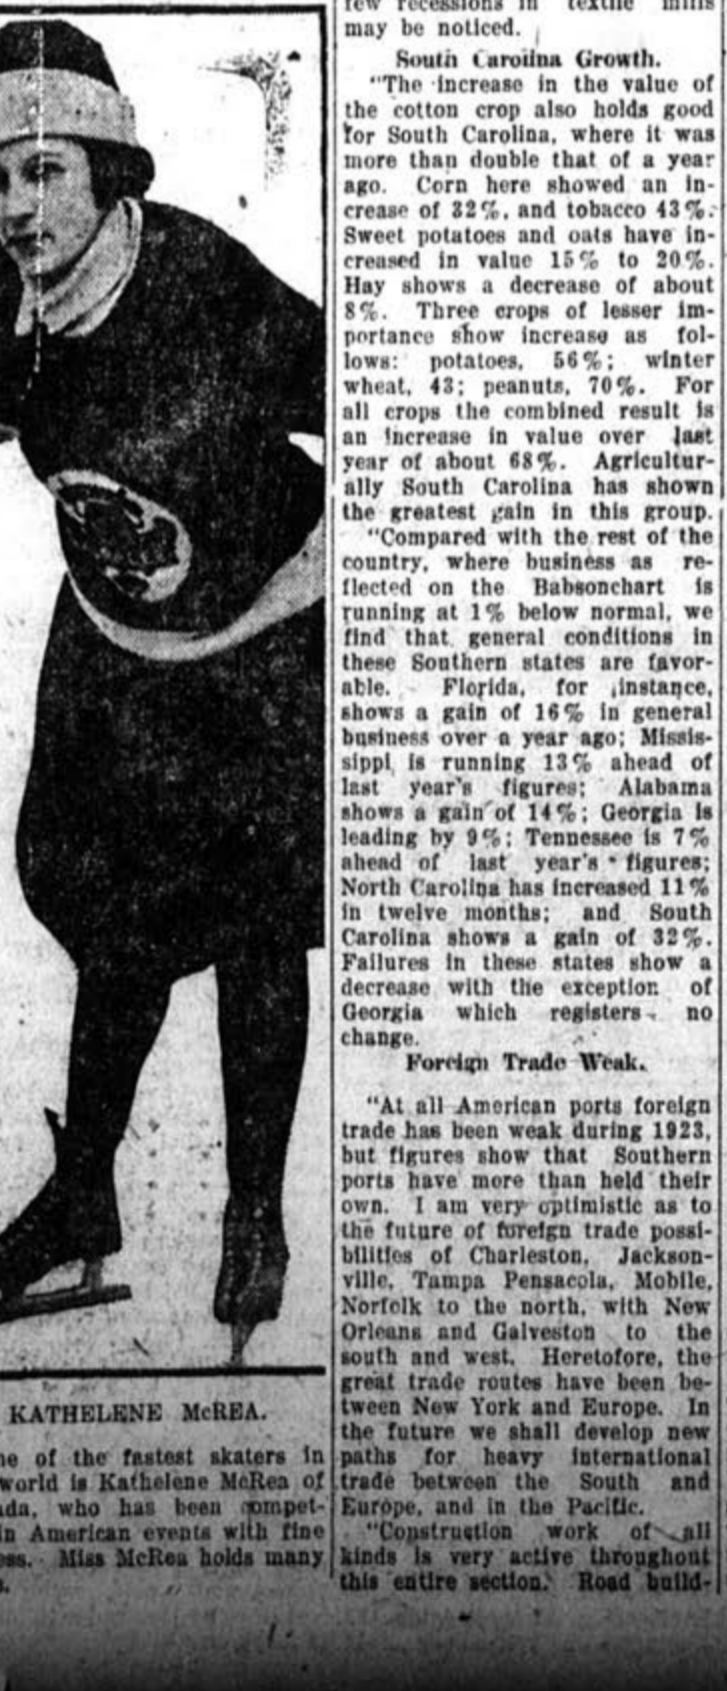 KATHELENE McREA.
ne of the fastest skaters in
world is Kathelene McRea of
ada, who has been compet-
in American events with fine
ess. Miss McRea holds many
s.
few recessions in textile mills
may be noticed.
South Carolina Growth.
"The increase in the value of
the cotton crop also holds good
for South Carolina, where it was
more than double that of a year
ago. Corn here showed an in-
crease of 32%, and tobacco 43%.
Sweet potatoes and oats have in-
creased in value 15% to 20%.
Hay shows a decrease of about
8%. Three crops of lesser im-
portance show increase as fol-
lows: potatoes, 56%; winter
wheat, 43; peanuts, 70%. For
all crops the combined result is
an increase in value over last
year of about 68%. Agricultur-
ally South Carolina has shown
the greatest gain in this group.
"Compared with the rest of the
country, where business as re-
flected on the Babsonchart is
running at 1% below normal, we
find that general conditions in
these Southern states are favor-
able. Florida, for instance,
shows a gain of 16% in general
business over a year ago; Missis-
sippi is running 13% ahead of
last year's figures; Alabama
shows a gain of 14%; Georgia is
leading by 9%; Tennessee is 7%
ahead of last year's figures;
North Carolina has increased 11%
in twelve months; and South
Carolina shows a gain of 32%.
Failures in these states show a
decrease with the exception of
Georgia which registers no
change.
Foreign Trade Weak.
"At all American ports foreign
trade has been weak during 1923,
but figures show that Southern
ports have more than held their
own. I am very optimistic as to
the future of foreign trade possi-
bilities of Charleston, Jackson-
ville, Tampa Pensacola, Mobile,
Norfolk to the north, with New
Orleans and Galveston to the
south and west. Heretofore, the
great trade routes have been be-
tween New York and Europe. In
the future we shall develop new
paths for heavy international
trade between the South and
Europe, and in the Pacific.
"Construction work of all
kinds is very active throughout
this entire section. Road build-